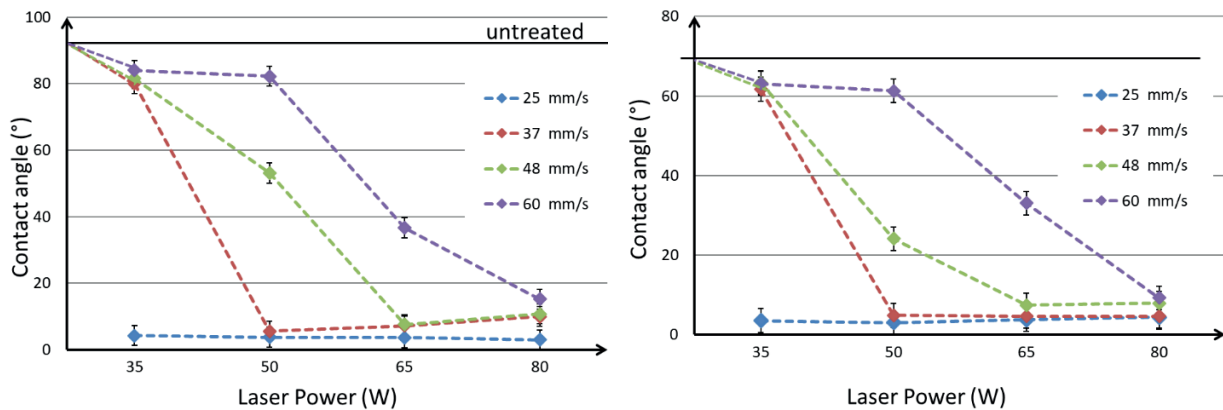 100
80
60
40
20
0
Contact angle (°)
untreated
25 mm/s
37 mm/s
48 mm/s
60 mm/s
35 50 65 80
Laser Power (W)
80
60
40
20
0
Contact angle (°)
25 mm/s
37 mm/s
48 mm/s
60 mm/s
35 50 65 80
Laser Power (W)